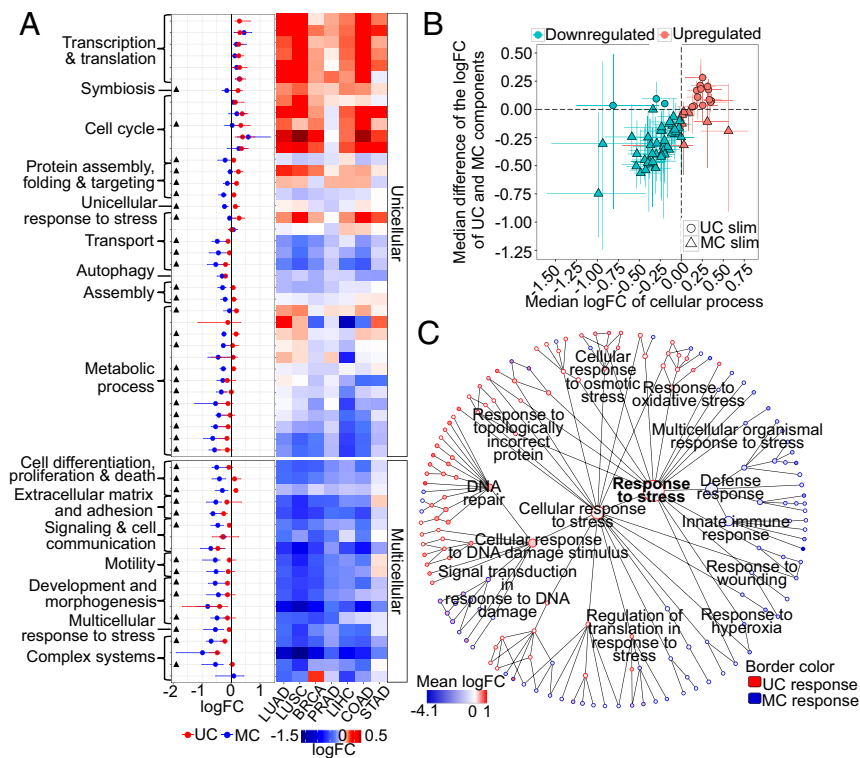 A
Transcription
& translation
Symbiosis
Cell cycle
Protein assembly,
folding & targeting
Unicellular
response to stress
Transport
Autophagy
Assembly
Metabolic
process
Cell differentiation,
proliferation & death
Extracellular matrix
and adhesion
Signaling & cell
communication
Motility
Development and
morphogenesis
Multicellular
response to stress
Complex systems
Unicellular
Multicellular
-2 -1 0 1
logFC
LUAD
LUSC
BRCA
PRAD
LIHC
COAD
STAD
UC MC
-1.5 0 0.5
logFC
B
Downregulated Upregulated
Median difference of the logFC
of UC and MC components
0.50
0.25
0.00
-0.25
-0.50
-0.75
-1.00
-1.25
UC slim
MC slim
-1.50 -1.25 -1.00 -0.75 -0.50 -0.25 0.00 0.25 0.50 0.75
Median logFC of cellular process
C
Cellular
response
to osmotic
stress
Response to
oxidative stress
Response to
topologically
incorrect
protein
Multicellular organismal
response to stress
DNA
repair
Response
to stress
Defense
response
Cellular response
to stress
Innate immune
response
Cellular response
to DNA damage stimulus
Signal transduction
in
response to DNA
damage
Response to
wounding
Regulation of
translation in
response to
stress
Response to
hyperoxia
Mean logFC
-4.1 0 1
Border color
UC response
MC response